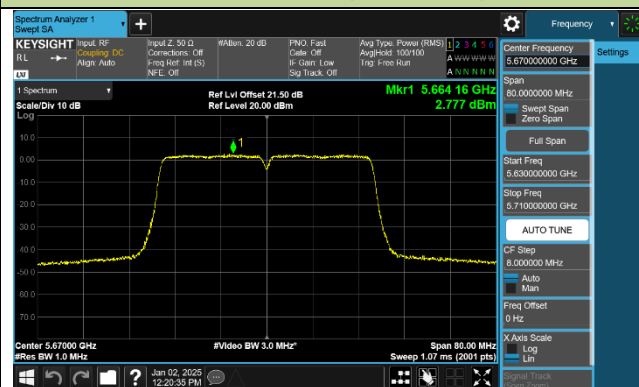 Spectrum Analyzer 1
Swept SA
Frequency
KEYSIGHT
RL
LXI
Input: RF
Coupling: DC
Align: Auto
Input Z: 50 Ω
Corrections: Off
Freq Ref: Int (S)
NFE: Off
#Atten: 20 dB
PNO: Fast
Gate: Off
IF Gain: Low
Sig Track: Off
Avg Type: Power (RMS)
Avg|Hold: 100/100
Trig: Free Run
1 2 3 4 5 6
A W W W W W
A N N N N N
1 Spectrum
Scale/Div 10 dB
Log
Ref Lvl Offset 21.50 dB
Ref Level 20.00 dBm
Mkr1 5.664 16 GHz
2.777 dBm
1
10.0
0.00
-10.0
-20.0
-30.0
-40.0
-50.0
-60.0
-70.0
Center 5.67000 GHz
#Res BW 1.0 MHz
#Video BW 3.0 MHz*
Span 80.00 MHz
Sweep 1.07 ms (2001 pts)
Center Frequency
5.670000000 GHz
Settings
Span
80.0000000 MHz
Swept Span
Zero Span
Full Span
Start Freq
5.630000000 GHz
Stop Freq
5.710000000 GHz
AUTO TUNE
CF Step
8.000000 MHz
Auto
Man
Freq Offset
0 Hz
X Axis Scale
Log
Lin
Signal Track
(Span Zoom)
Jan 02, 2025
12:20:35 PM